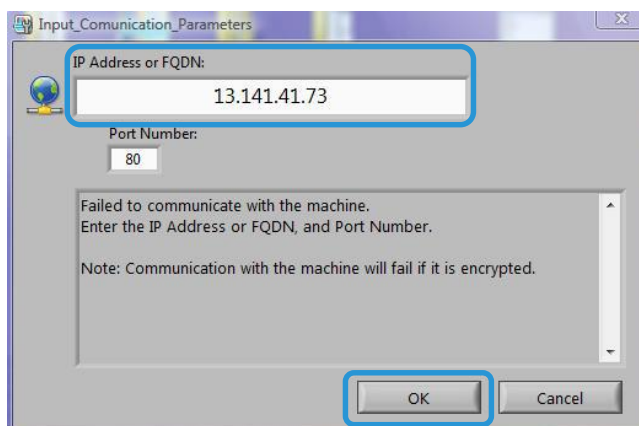 Input_Comunication_Parameters
IP Address or FQDN:
13.141.41.73
Port Number:
80
Failed to communicate with the machine.
Enter the IP Address or FQDN, and Port Number.
Note: Communication with the machine will fail if it is encrypted.
OK
Cancel